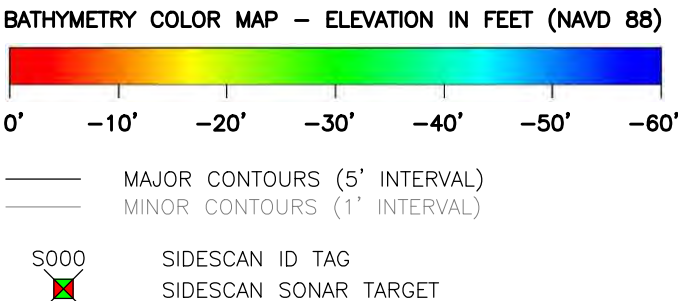 BATHYMETRY COLOR MAP – ELEVATION IN FEET (NAVD 88)
0' –10' –20' –30' –40' –50' –60'
MAJOR CONTOURS (5' INTERVAL)
MINOR CONTOURS (1' INTERVAL)
S000 SIDESCAN ID TAG
SIDESCAN SONAR TARGET